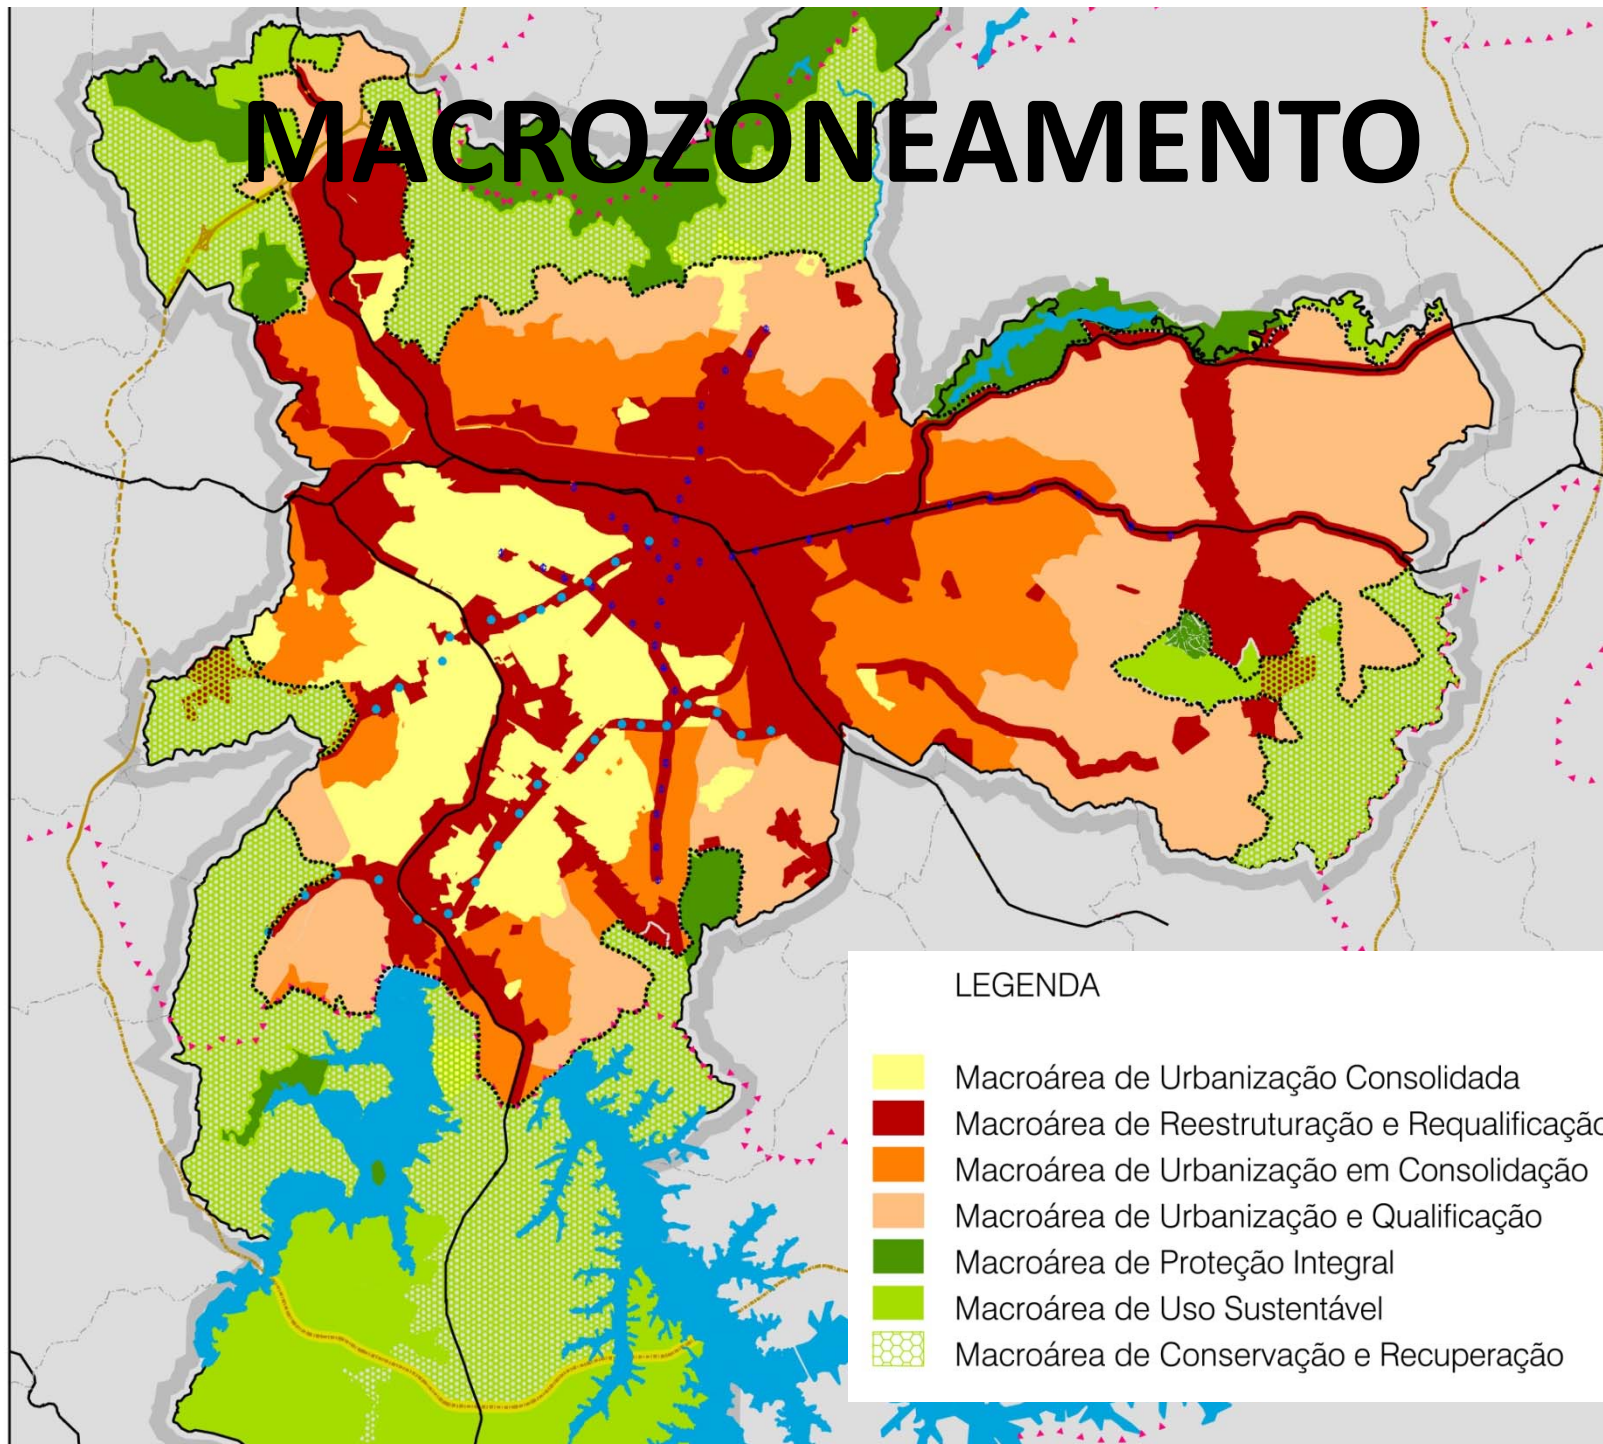 MACROZONEAMENTO
LEGENDA
Macroárea de Urbanização Consolidada
Macroárea de Reestruturação e Requalificação
Macroárea de Urbanização em Consolidação
Macroárea de Urbanização e Qualificação
Macroárea de Proteção Integral
Macroárea de Uso Sustentável
Macroárea de Conservação e Recuperação